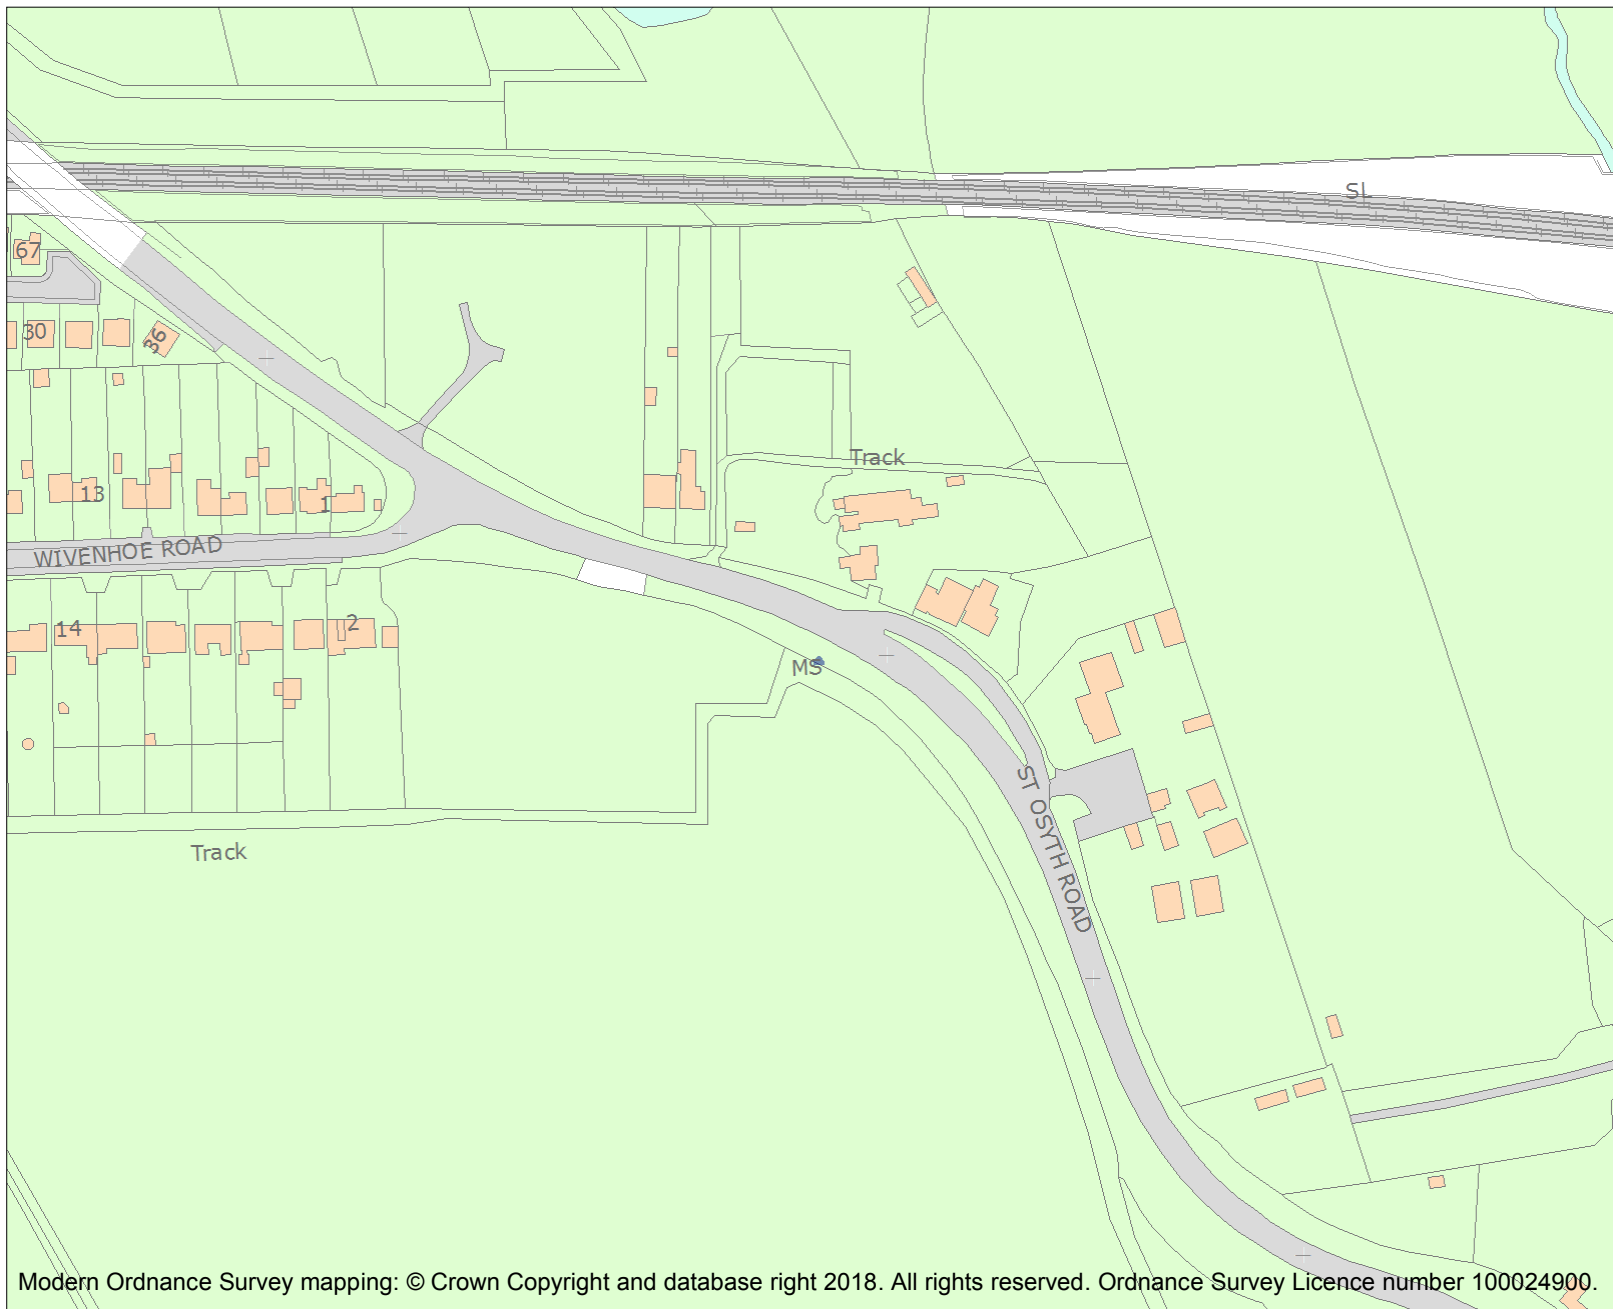 SL
67
30
36
Track
13
1
WIVENHOE ROAD
14
2
MS
ST OSYTH ROAD
Track
Modern Ordnance Survey mapping: © Crown Copyright and database right 2018. All rights reserved. Ordnance Survey Licence number 100024900.